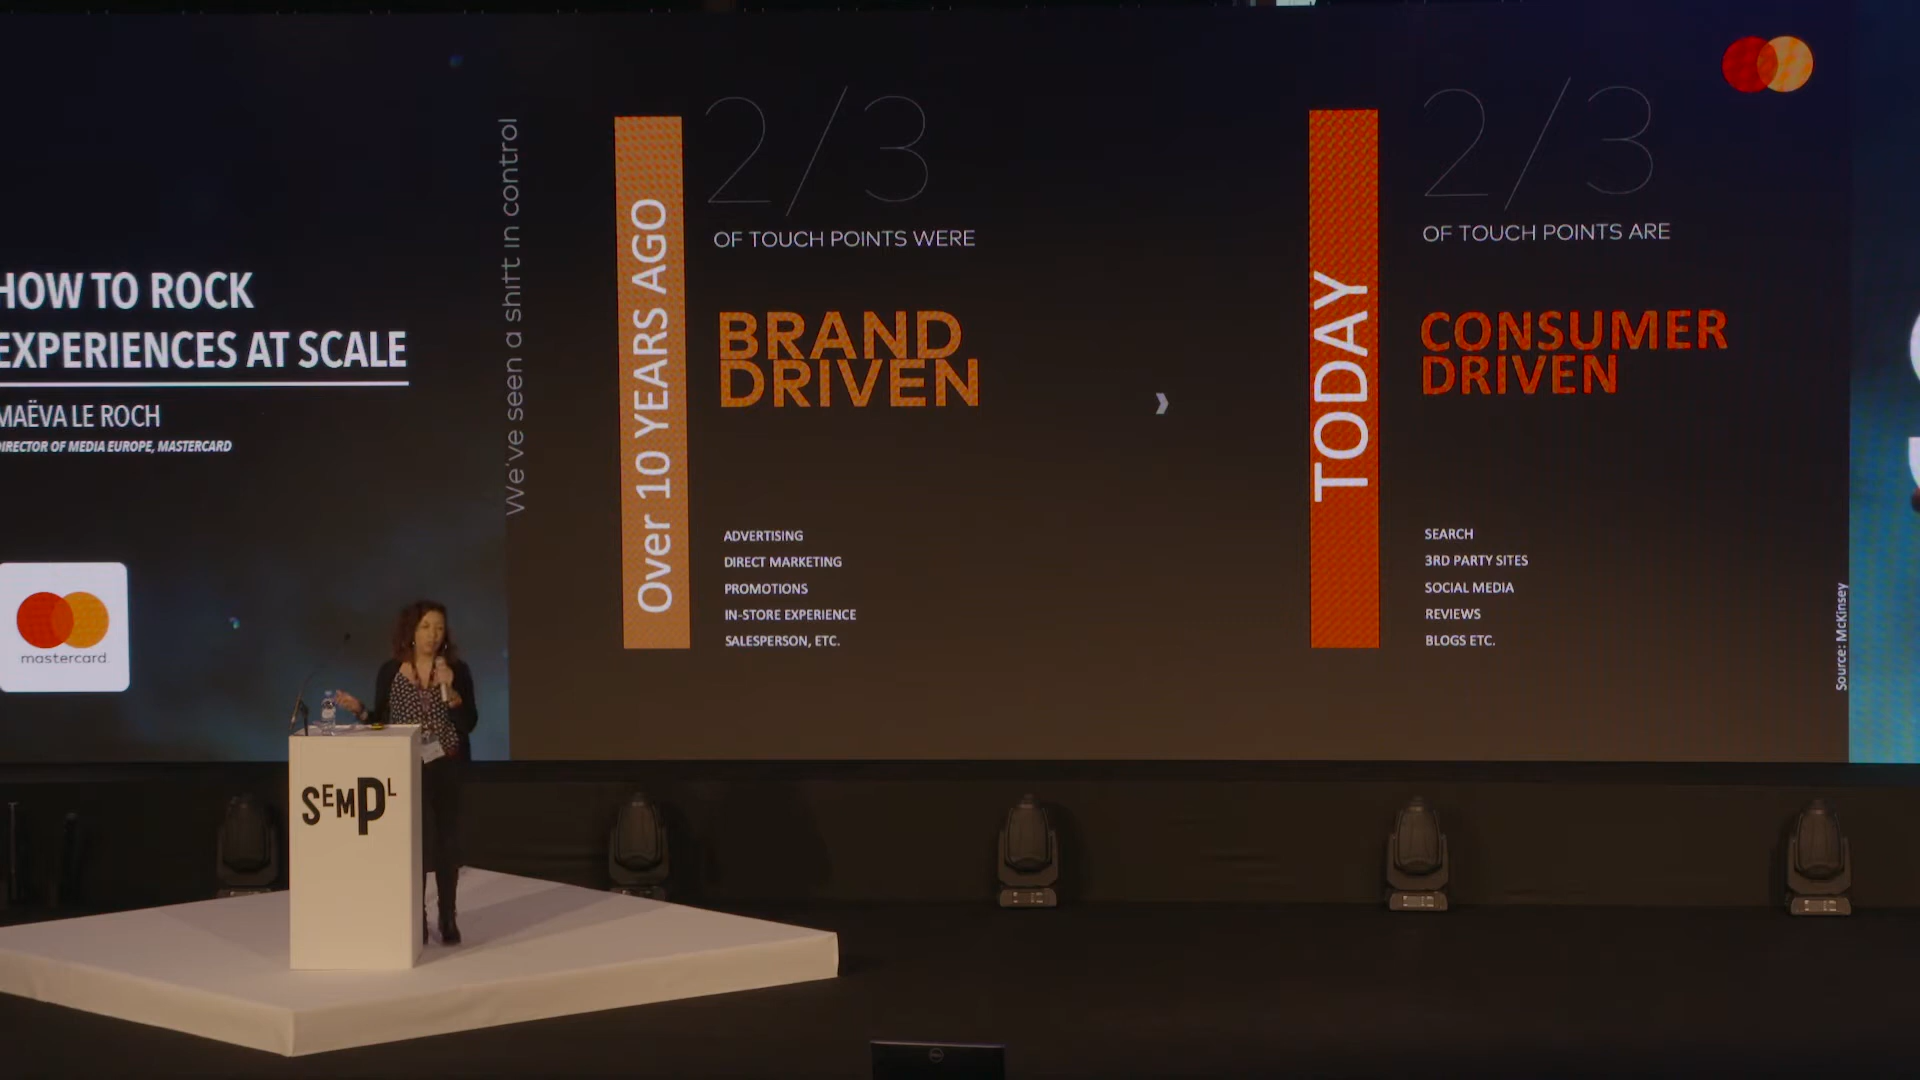 HOW TO ROCK
EXPERIENCES AT SCALE
MAËVA LE ROCH
DIRECTOR OF MEDIA EUROPE, MASTERCARD
mastercard.
We've seen a shift in control
Over 10 YEARS AGO
2/3
OF TOUCH POINTS WERE
BRAND
DRIVEN
ADVERTISING
DIRECT MARKETING
PROMOTIONS
IN-STORE EXPERIENCE
SALESPERSON, ETC.
TODAY
2/3
OF TOUCH POINTS ARE
CONSUMER
DRIVEN
SEARCH
3RD PARTY SITES
SOCIAL MEDIA
REVIEWS
BLOGS ETC.
Source: McKinsey
SEMPL
DELL